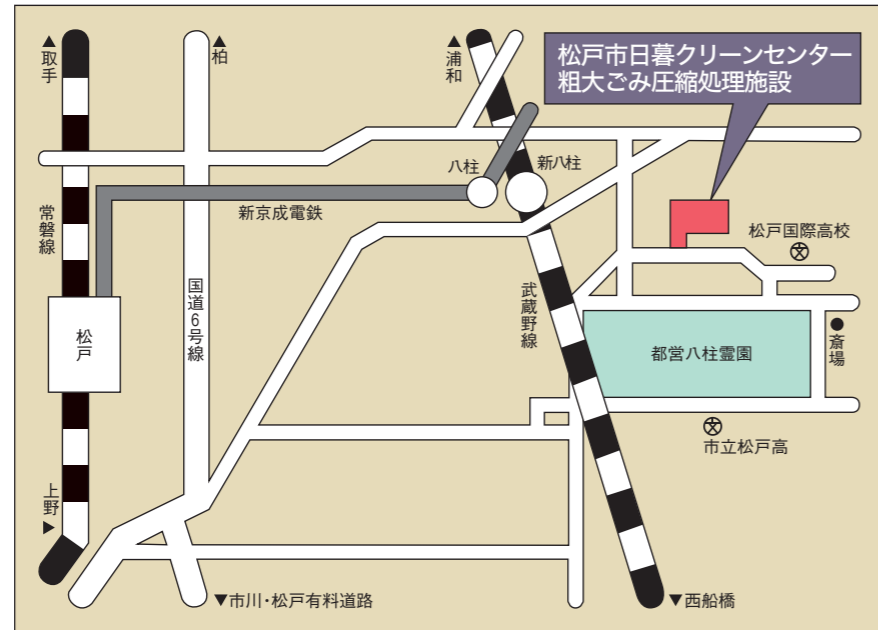 ▲取手
▲柏
▲浦和
松戸市日暮クリーンセンター
粗大ごみ圧縮処理施設
八柱
新八柱
新京成電鉄
常磐線
松戸国際高校
文
国道6号線
武蔵野線
松戸
都営八柱霊園
●斎場
文
市立松戸高
上野▶
▼市川・松戸有料道路
▼西船橋